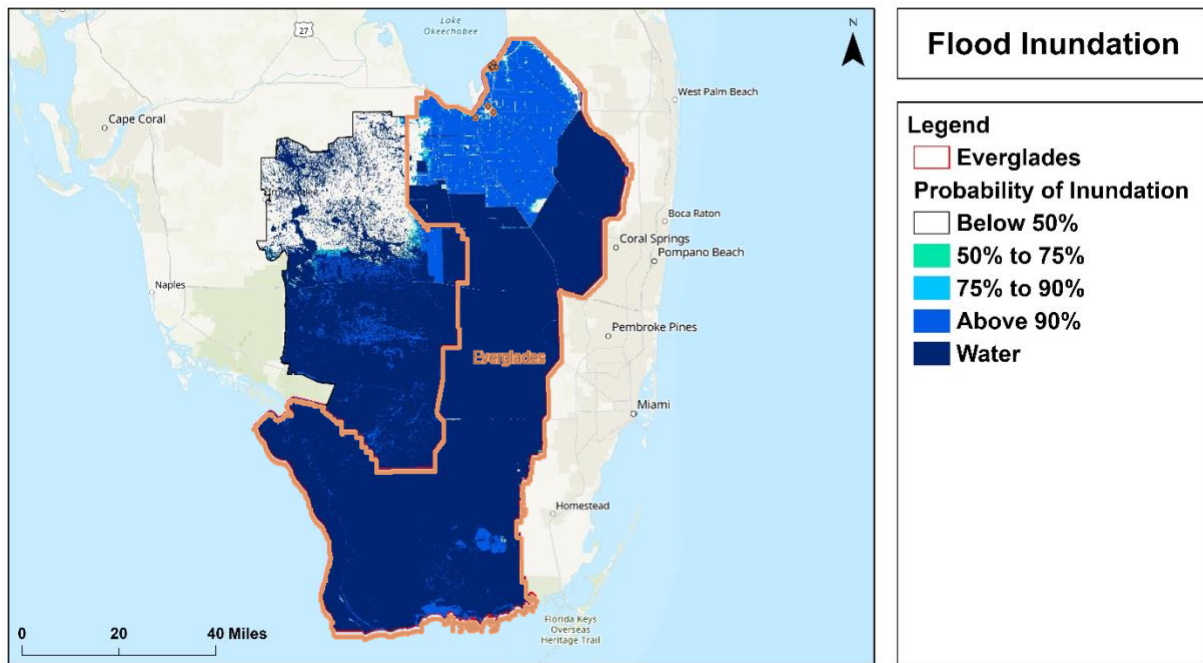 Flood Inundation
Legend
Everglades
Probability of Inundation
Below 50%
50% to 75%
75% to 90%
Above 90%
Water
Lake
Okeechobee
27
N
West Palm Beach
Cape Coral
Boca Raton
Coral Springs
Pompano Beach
Naples
Pembroke Pines
Everglades
Miami
Homestead
Florida Keys
Overseas
Heritage Trail
0 20 40 Miles